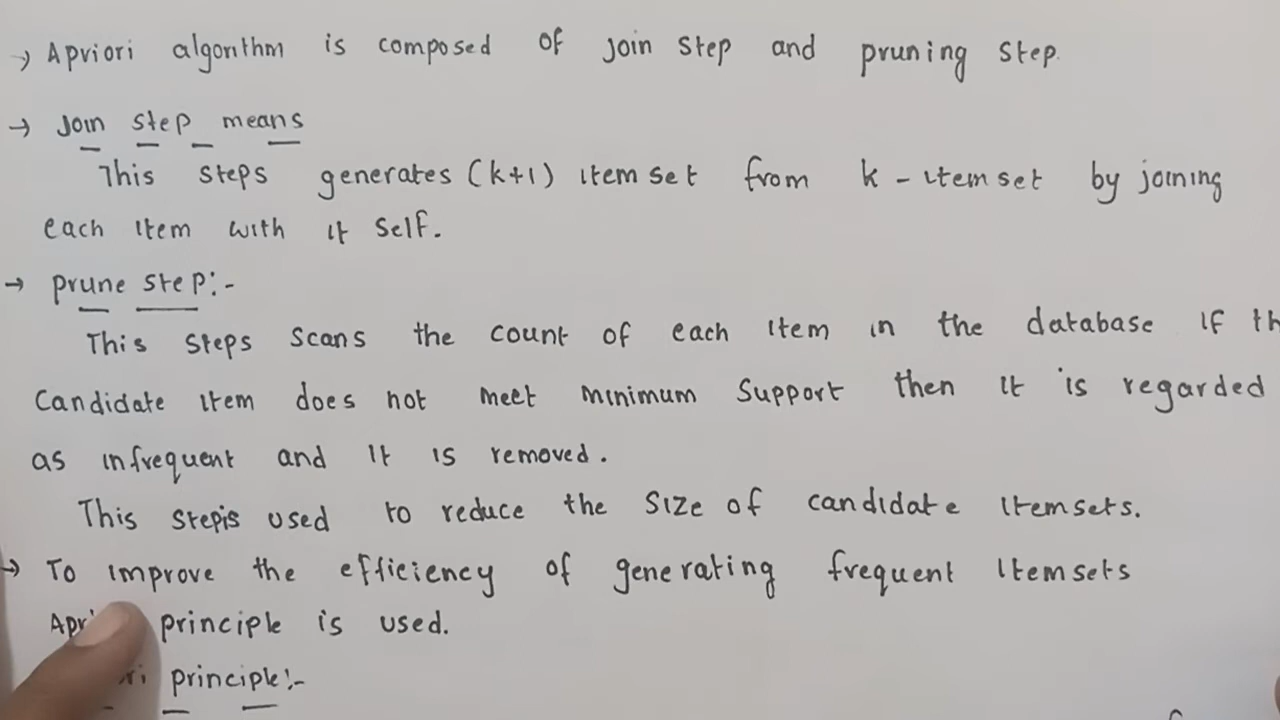 → Apriori algorithm is composed of join step and pruning step.
→ Join step means
This steps generates (k+1) itemset from k-itemset by joining
each item with it self.
→ prune step:-
This steps scans the count of each item in the database if th
candidate item does not meet minimum support then it is regarded
as infrequent and it is removed.
This stepis used to reduce the size of candidate itemsets.
→ To improve the efficiency of generating frequent itemsets
principle is used.
principle:-